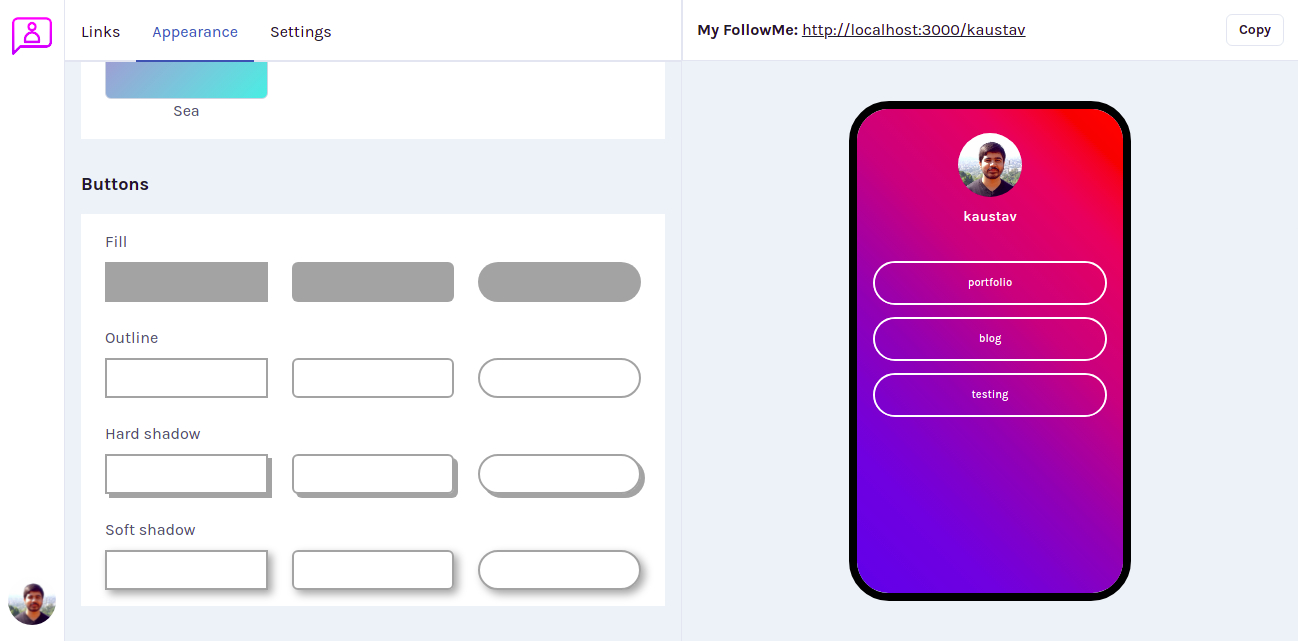 Links Appearance Settings
My FollowMe: http://localhost:3000/kaustav Copy
Sea
Buttons
Fill
Outline
Hard shadow
Soft shadow
kaustav
portfolio
blog
testing